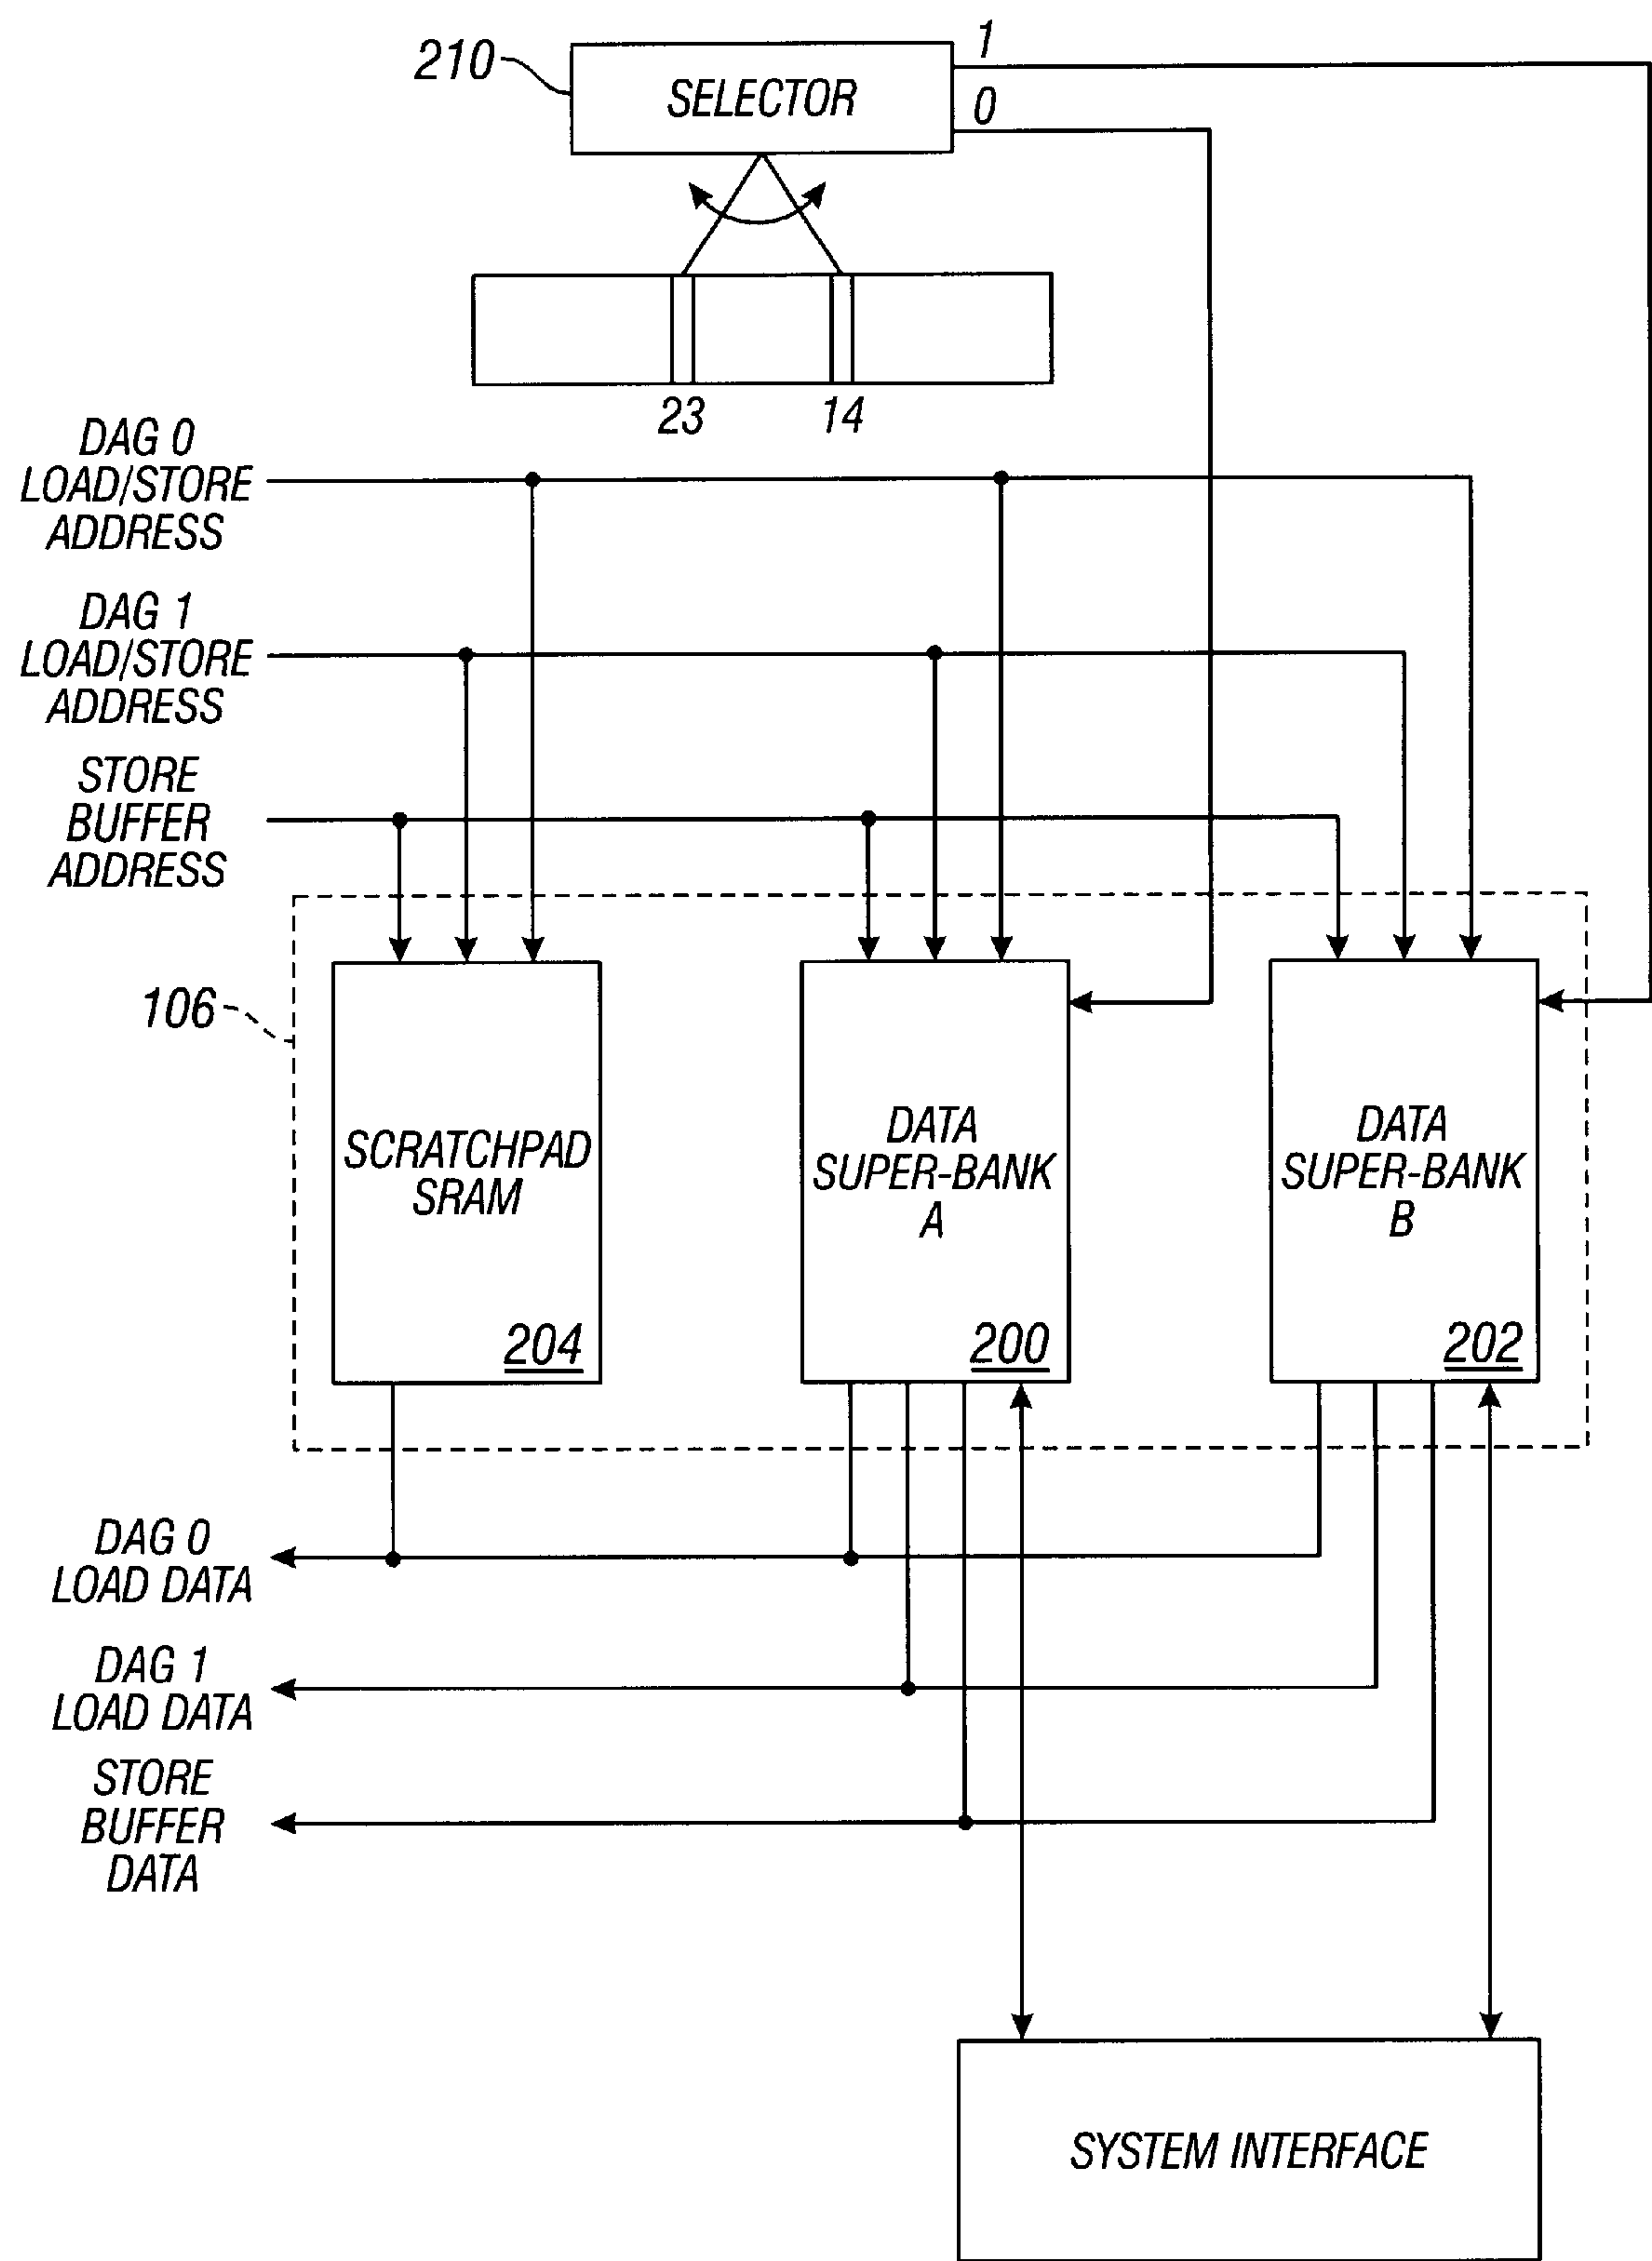 210
SELECTOR
1
0
23
14
DAG 0
LOAD/STORE
ADDRESS
DAG 1
LOAD/STORE
ADDRESS
STORE
BUFFER
ADDRESS
106
SCRATCHPAD
SRAM
204
DATA
SUPER-BANK
A
200
DATA
SUPER-BANK
B
202
DAG 0
LOAD DATA
DAG 1
LOAD DATA
STORE
BUFFER
DATA
SYSTEM INTERFACE